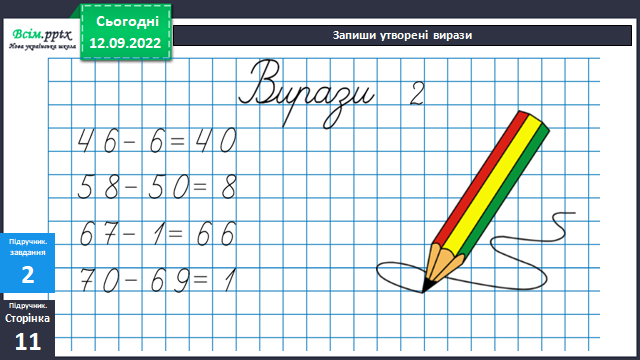 Всім.pptx
Нова українська школа
Сьогодні
12.09.2022
Запиши утворені вирази
Вирази 2
46-6=40
58-50=8
67-1=66
70-69=1
Підручник.
завдання
2
Підручник.
Сторінка
11